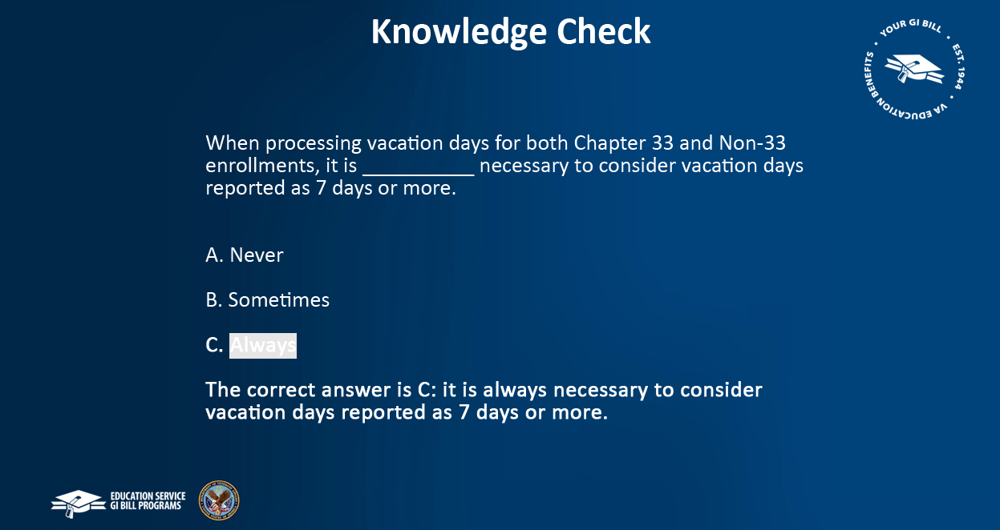 Knowledge Check
YOUR GI BILL • EST. 1944 • VA EDUCATION BENEFITS •
When processing vacation days for both Chapter 33 and Non-33
enrollments, it is __________ necessary to consider vacation days
reported as 7 days or more.
A. Never
B. Sometimes
C. Always
The correct answer is C: it is always necessary to consider
vacation days reported as 7 days or more.
EDUCATION SERVICE
GI BILL PROGRAMS